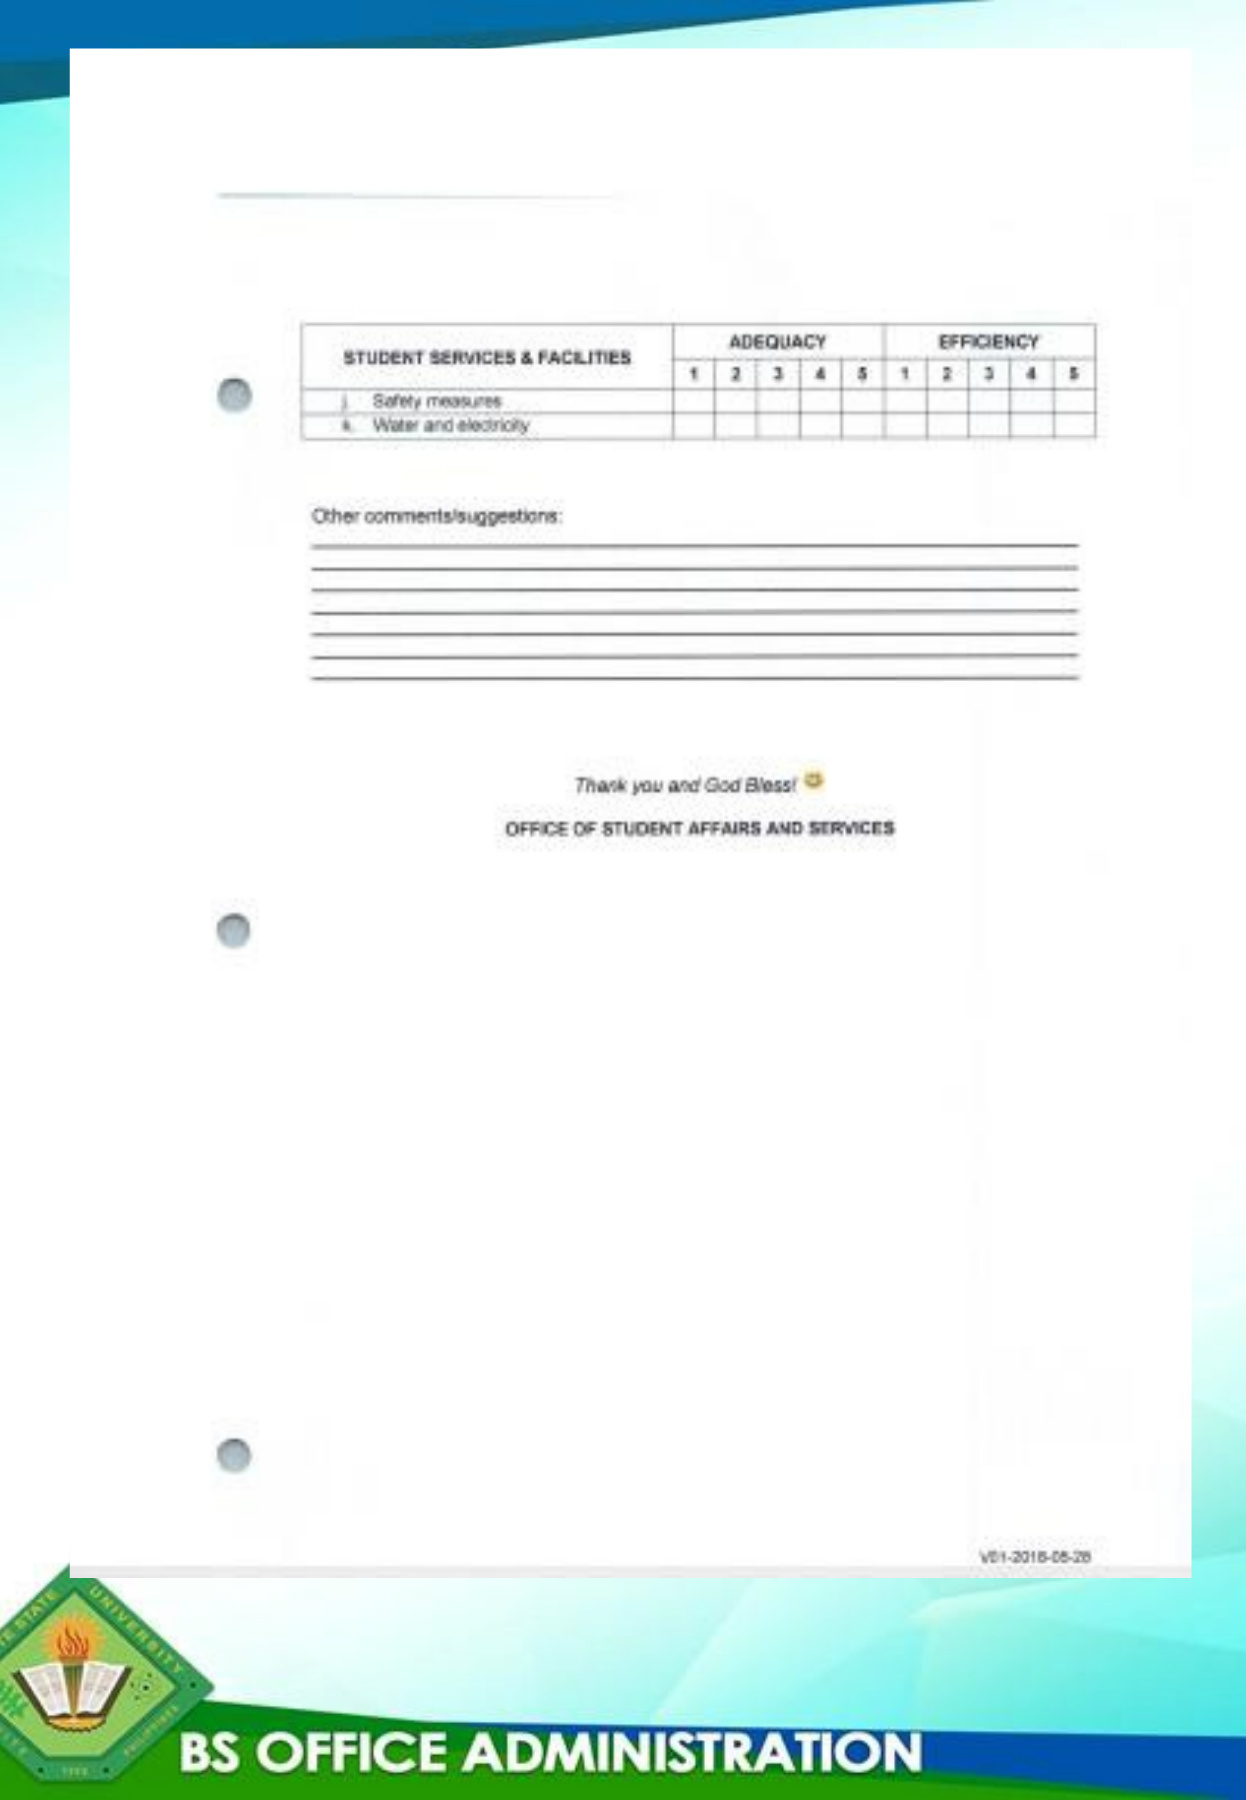 STUDENT SERVICES & FACILITIES ADEQUACY EFFICIENCY
1 2 3 4 5 1 2 3 4 5
j. Safety measures
k. Water and electricity
Other comments/suggestions:
Thank you and God Bless!
OFFICE OF STUDENT AFFAIRS AND SERVICES
V01-2018-05-28
STATE UNIVERSITY
PHILIPPINES
BS OFFICE ADMINISTRATION